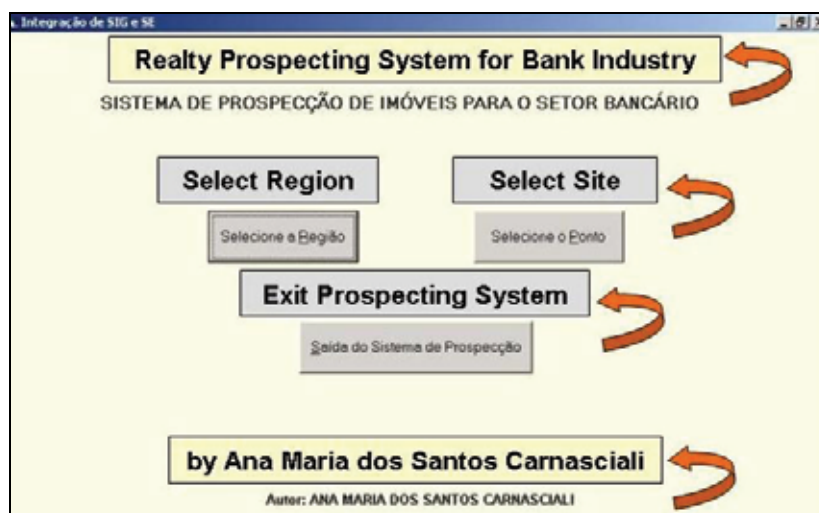 Integração de SIG e SE
Realty Prospecting System for Bank Industry
SISTEMA DE PROSPECÇÃO DE IMÓVEIS PARA O SETOR BANCÁRIO
Select Region
Select Site
Selecione a Região
Selecione o Ponto
Exit Prospecting System
Saída do Sistema de Prospecção
by Ana Maria dos Santos Carnasciali
Autor: ANA MARIA DOS SANTOS CARNASCIALI